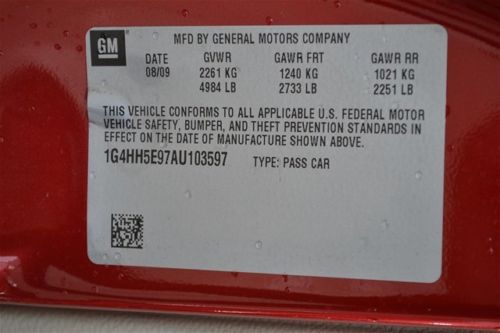 GM
MFD BY GENERAL MOTORS COMPANY
DATE GVWR GAWR FRT GAWR RR
08/09 2261 KG 1240 KG 1021 KG
4984 LB 2733 LB 2251 LB
THIS VEHICLE CONFORMS TO ALL APPLICABLE U.S. FEDERAL MOTOR
VEHICLE SAFETY, BUMPER, AND THEFT PREVENTION STANDARDS IN
EFFECT ON THE DATE OF MANUFACTURE SHOWN ABOVE.
1G4HH5E97AU103597 TYPE: PASS CAR